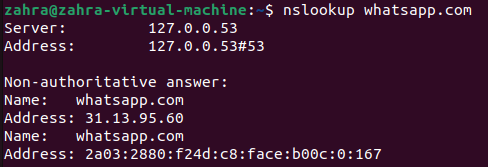 zahra@zahra-virtual-machine:~$ nslookup whatsapp.com
Server:         127.0.0.53
Address:        127.0.0.53#53

Non-authoritative answer:
Name:   whatsapp.com
Address: 31.13.95.60
Name:   whatsapp.com
Address: 2a03:2880:f24d:c8:face:b00c:0:167